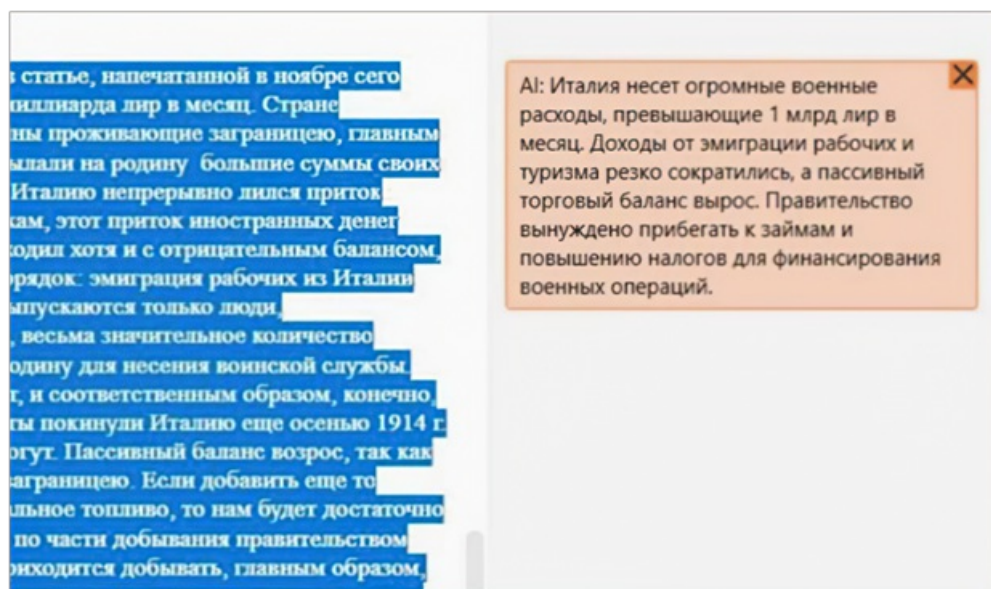 в статье, напечатанной в ноябре сего
миллиарда лир в месяц. Стране
ны проживающие заграницею, главным
ылали на родину большие суммы своих
Италию непрерывно лился приток
кам, этот приток иностранных денег
ходил хотя и с отрицательным балансом,
орядок: эмиграция рабочих из Италии
ыпускаются только люди,
, весьма значительное количество
одину для несения воинской службы.
т, и соответственным образом, конечно,
ты покинули Италию еще осенью 1914 г.
огут. Пассивный баланс возрос, так как
заграницею. Если добавить еще то
льное топливо, то нам будет достаточно
по части добывания правительством
риходится добывать, главным образом,
AI: Италия несет огромные военные
расходы, превышающие 1 млрд лир в
месяц. Доходы от эмиграции рабочих и
туризма резко сократились, а пассивный
торговый баланс вырос. Правительство
вынуждено прибегать к займам и
повышению налогов для финансирования
военных операций.